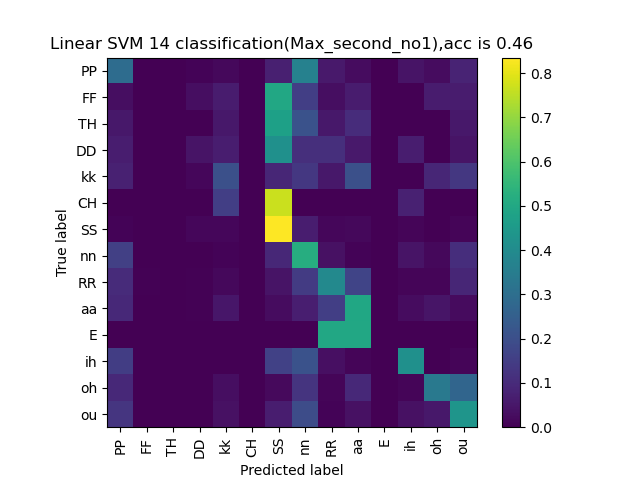 Linear SVM 14 classification(Max_second_no1),acc is 0.46
PP
FF
TH
DD
kk
CH
SS
nn
RR
aa
E
ih
oh
ou
True label
PP FF TH DD kk CH SS nn RR aa E ih oh ou
Predicted label
0.8
0.7
0.6
0.5
0.4
0.3
0.2
0.1
0.0